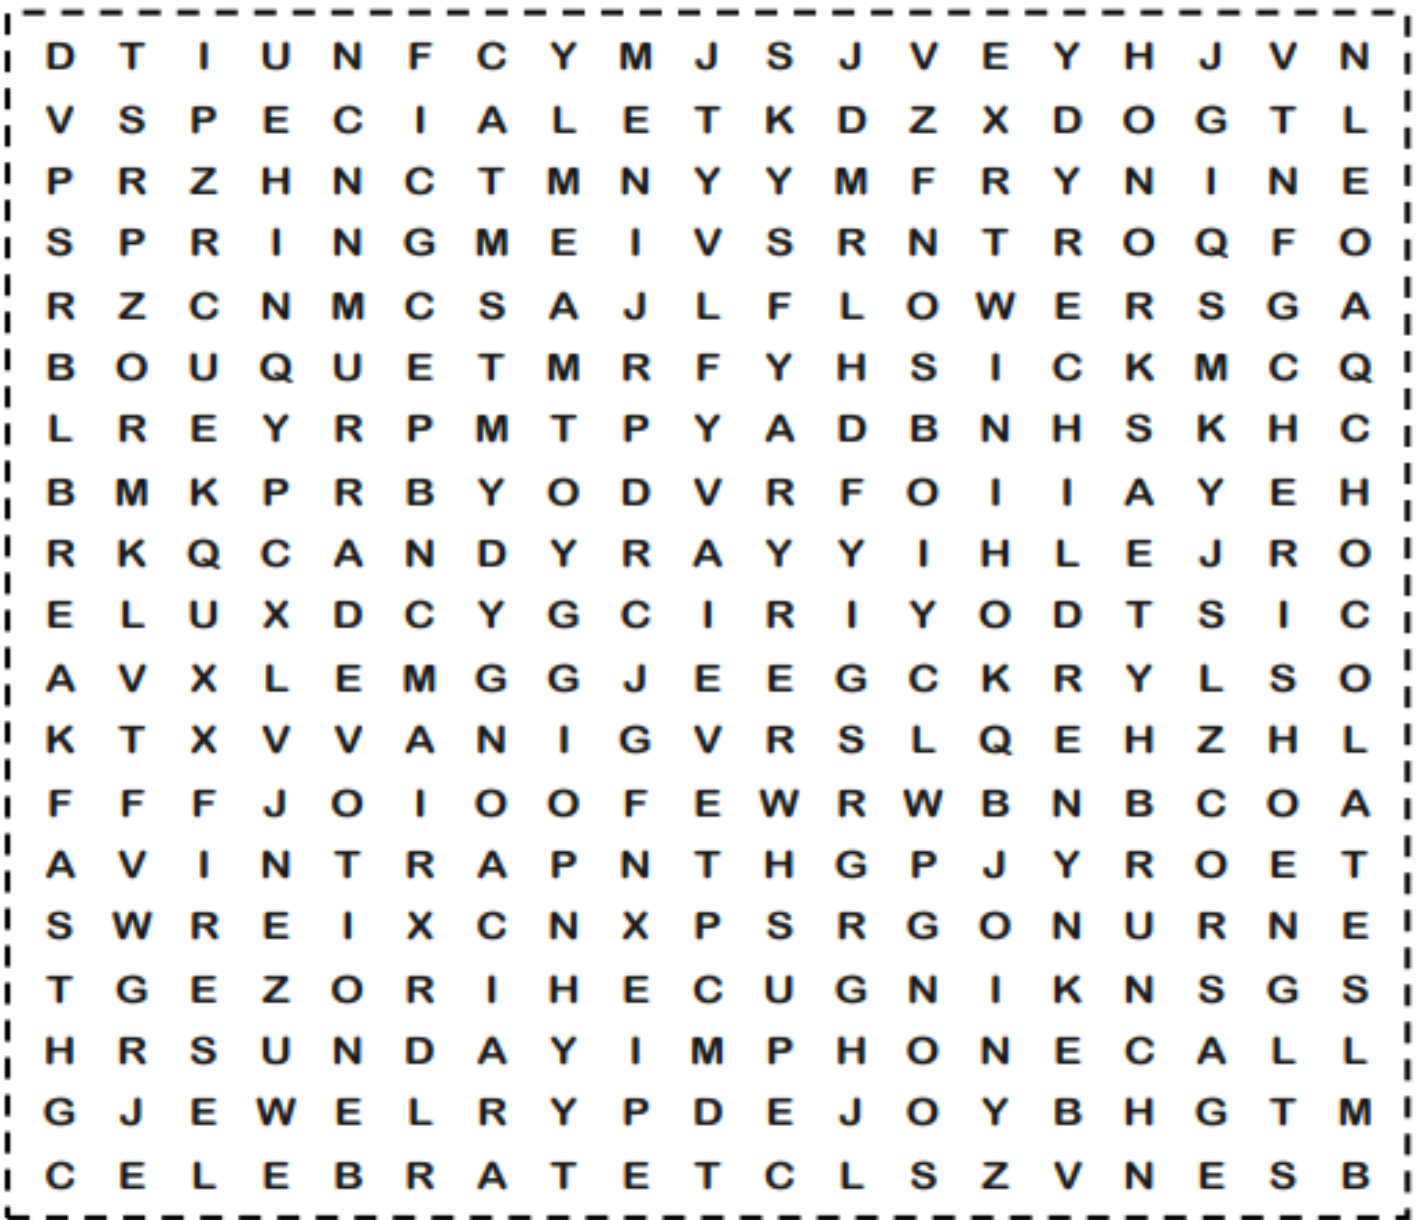 D T I U N F C Y M J S J V E Y H J V N
V S P E C I A L E T K D Z X D O G T L
P R Z H N C T M N Y Y M F R Y N I N E
S P R I N G M E I V S R N T R O Q F O
R Z C N M C S A J L F L O W E R S G A
B O U Q U E T M R F Y H S I C K M C Q
L R E Y R P M T P Y A D B N H S K H C
B M K P R B Y O D V R F O I I A Y E H
R K Q C A N D Y R A Y Y I H L E J R O
E L U X D C Y G C I R I Y O D T S I C
A V X L E M G G J E E G C K R Y L S O
K T X V V A N I G V R S L Q E H Z H L
F F F J O I O O F E W R W B N B C O A
A V I N T R A P N T H G P J Y R O E T
S W R E I X C N X P S R G O N U R N E
T G E Z O R I H E C U G N I K N S G S
H R S U N D A Y I M P H O N E C A L L
G J E W E L R Y P D E J O Y B H G T M
C E L E B R A T E T C L S Z V N E S B